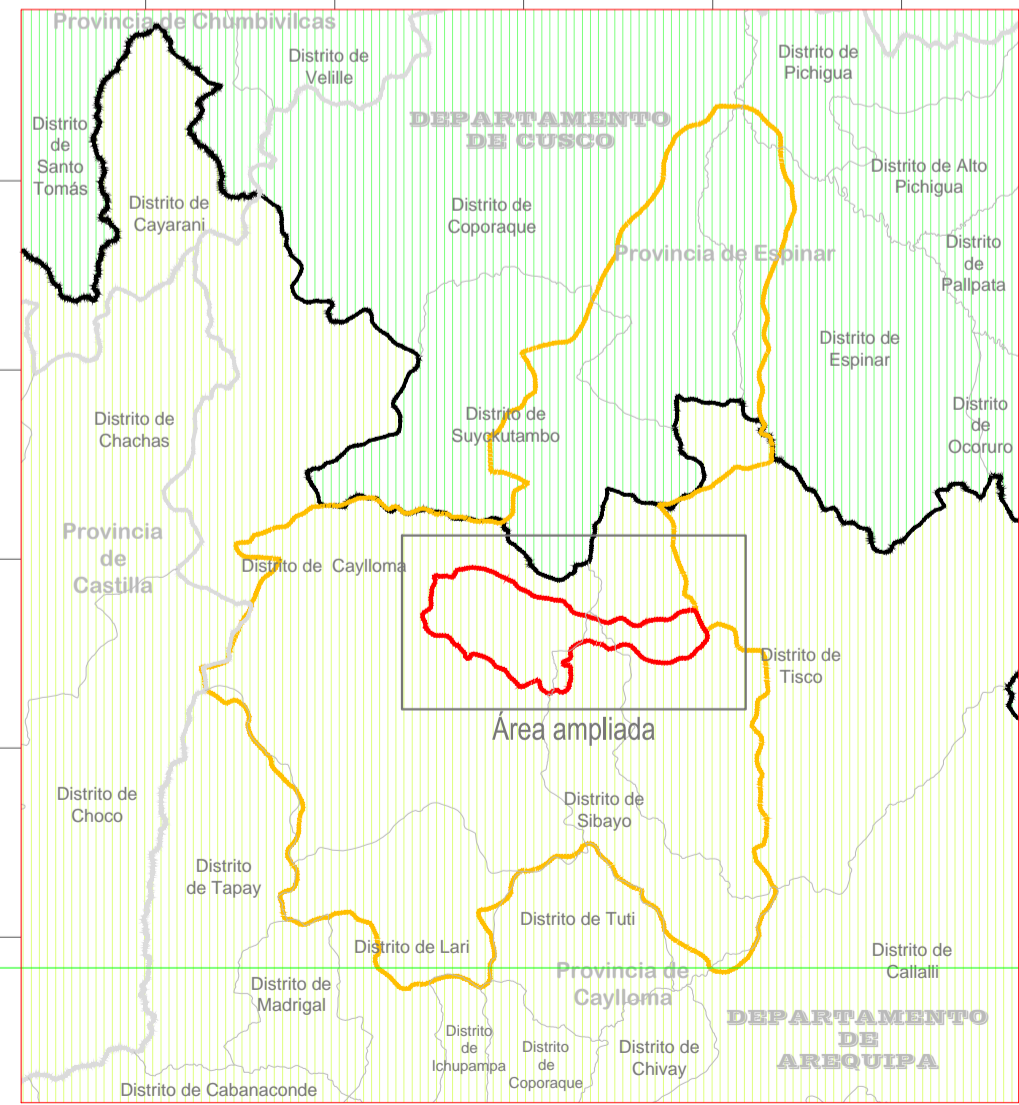 Provincia de Chumbivilcas
Distrito de
Velille
Distrito de
Pichigua
DEPARTAMENTO
DE CUSCO
Distrito
de
Santo
Tomás
Distrito de Alto
Pichigua
Distrito de
Cayarani
Distrito de
Coporaque
Provincia de Espinar
Distrito
de
Pallpata
Distrito de
Espinar
Distrito de
Chachas
Distrito de
Suyckutambo
Distrito
de
Ocoruro
Provincia
de
Castilla
Distrito de Caylloma
Distrito de
Tisco
Área ampliada
Distrito de
Choco
Distrito de
Sibayo
Distrito
de Tapay
Distrito de Tuti
Distrito de Lari
Distrito de
Callalli
Provincia de
Caylloma
Distrito de
Madrigal
DEPARTAMENTO
DE
AREQUIPA
Distrito
de
Ichupampa
Distrito
de
Coporaque
Distrito de
Chivay
Distrito de Cabanaconde